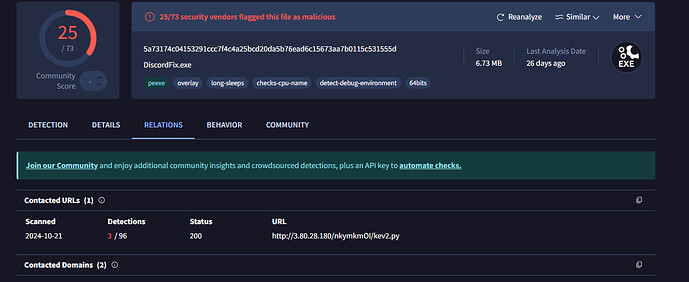 25
/ 73
Community
Score
25/73 security vendors flagged this file as malicious
Reanalyze
Similar
More
5a73174c04153291ccc7f4c4a25bcd20da5b76ead6c15673aa7b0115c531555d
DiscordFix.exe
peexe
overlay
long-sleeps
checks-cpu-name
detect-debug-environment
64bits
Size
6.73 MB
Last Analysis Date
26 days ago
EXE
DETECTION
DETAILS
RELATIONS
BEHAVIOR
COMMUNITY
Join our Community and enjoy additional community insights and crowdsourced detections, plus an API key to automate checks.
Contacted URLs (1)
Scanned
Detections
Status
URL
2024-10-21
3 / 96
200
http://3.80.28.180/nkymkmOI/kev2.py
Contacted Domains (2)